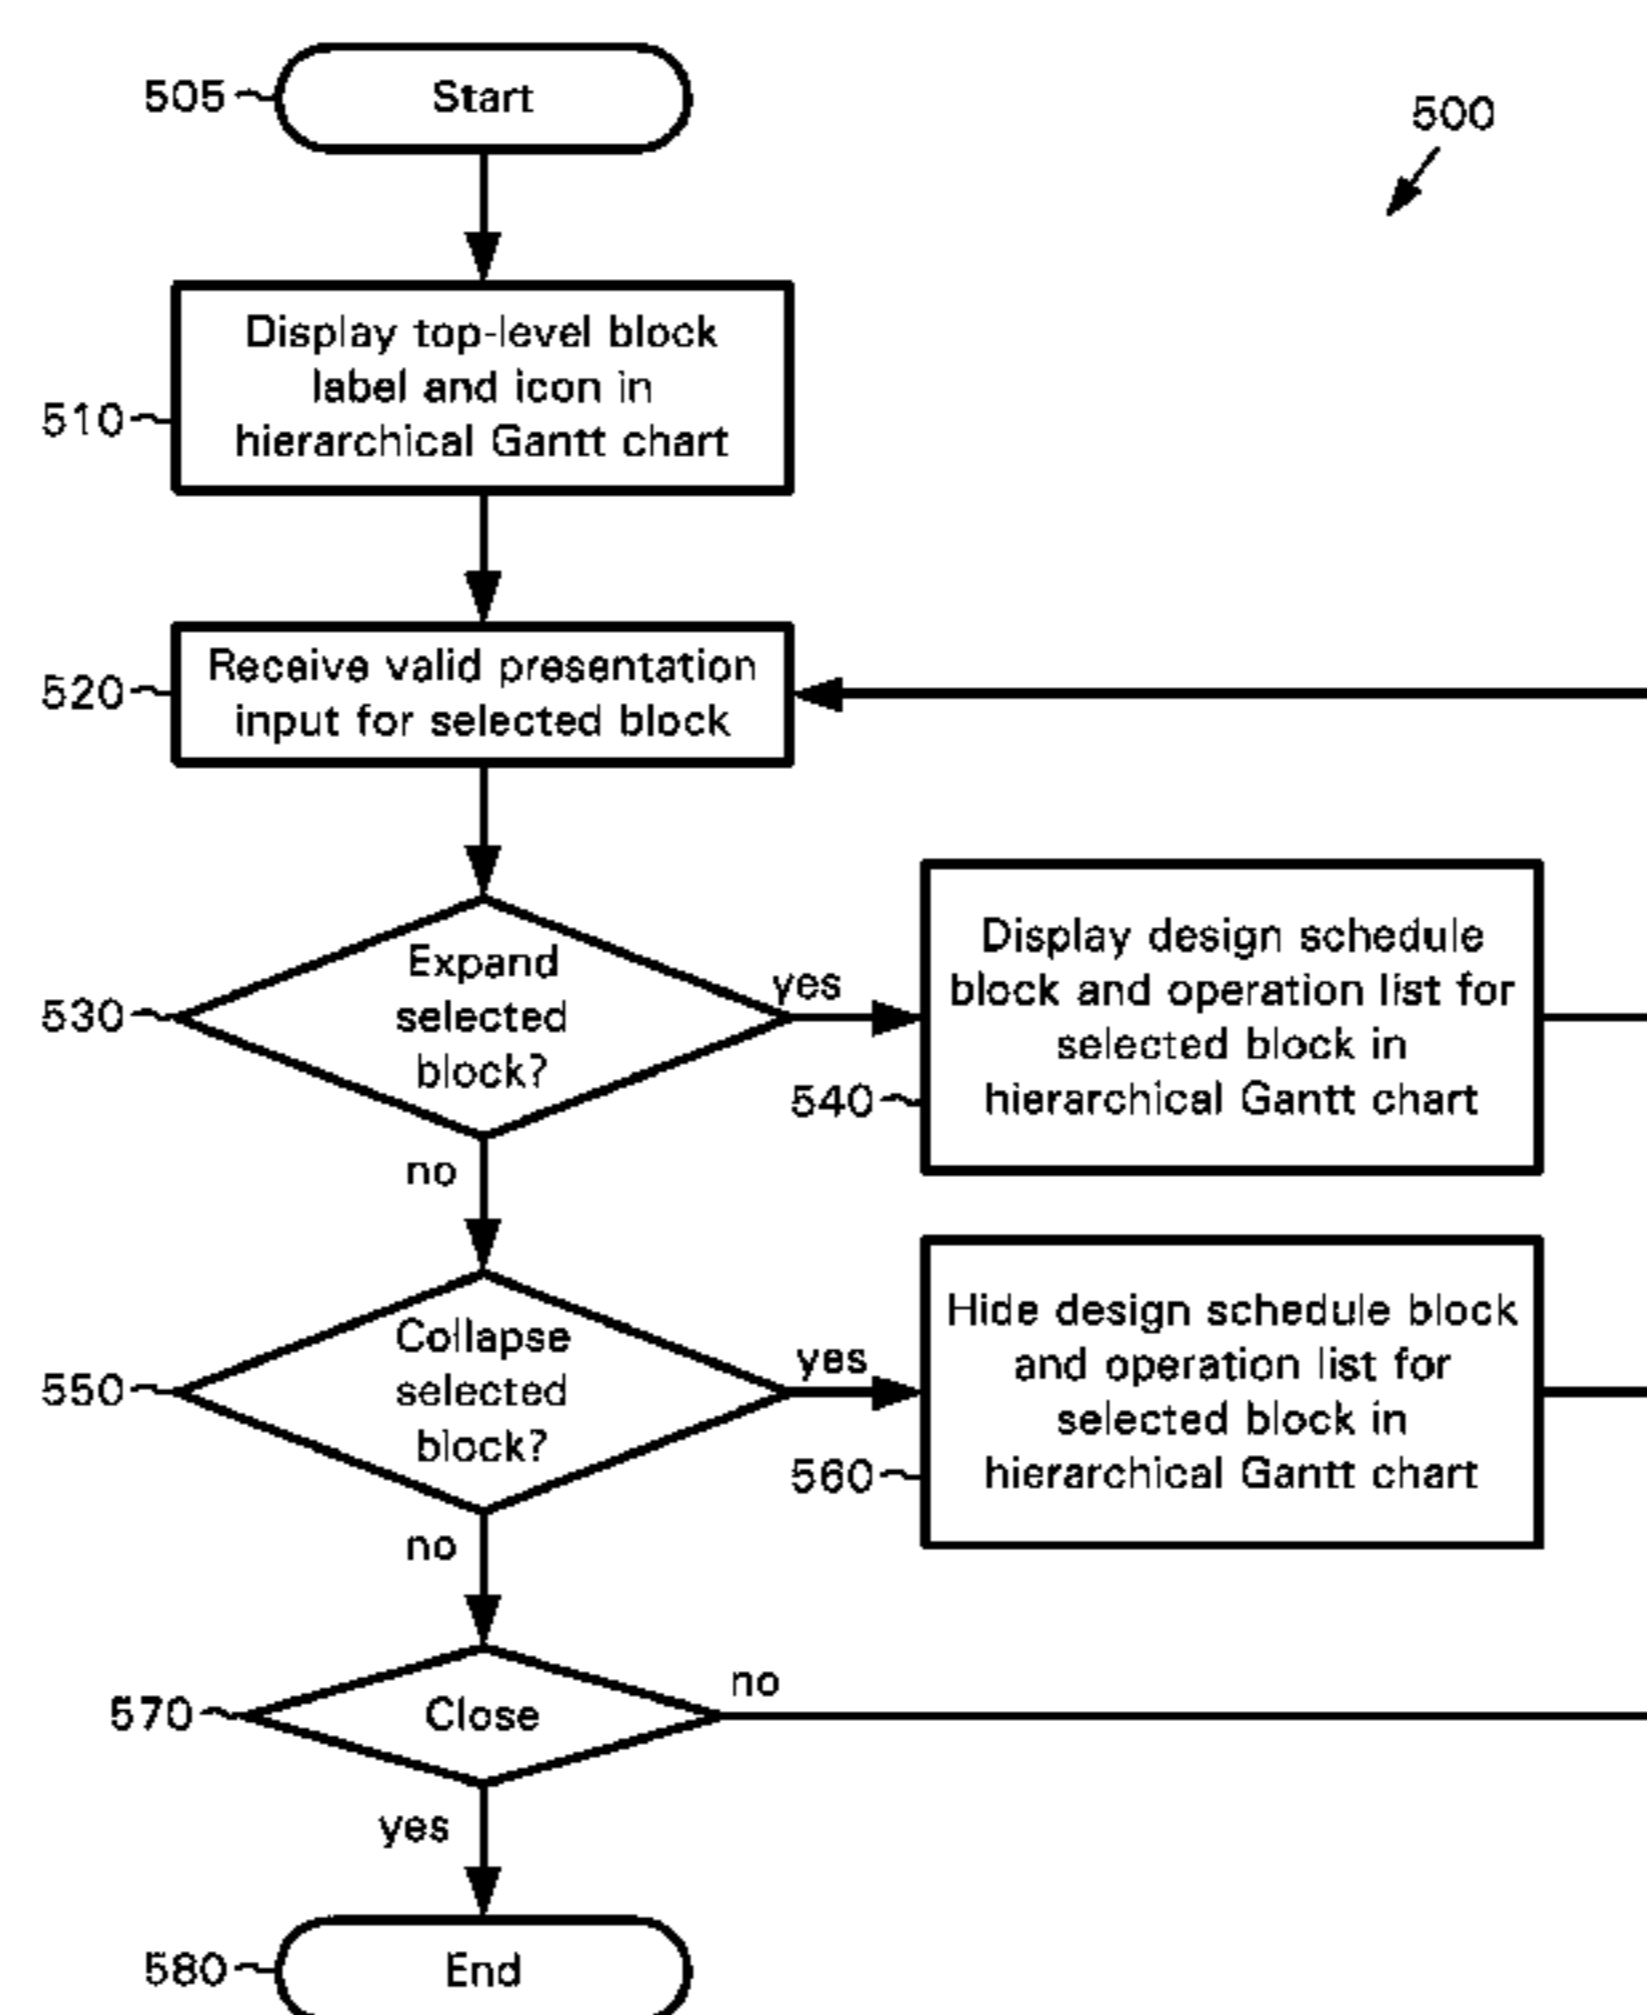 505
Start
500
510
Display top-level block
label and icon in
hierarchical Gantt chart
520
Receive valid presentation
input for selected block
530
Expand
selected
block?
yes
540
Display design schedule
block and operation list for
selected block in
hierarchical Gantt chart
no
550
Collapse
selected
block?
yes
560
Hide design schedule block
and operation list for
selected block in
hierarchical Gantt chart
no
570
Close
no
yes
580
End